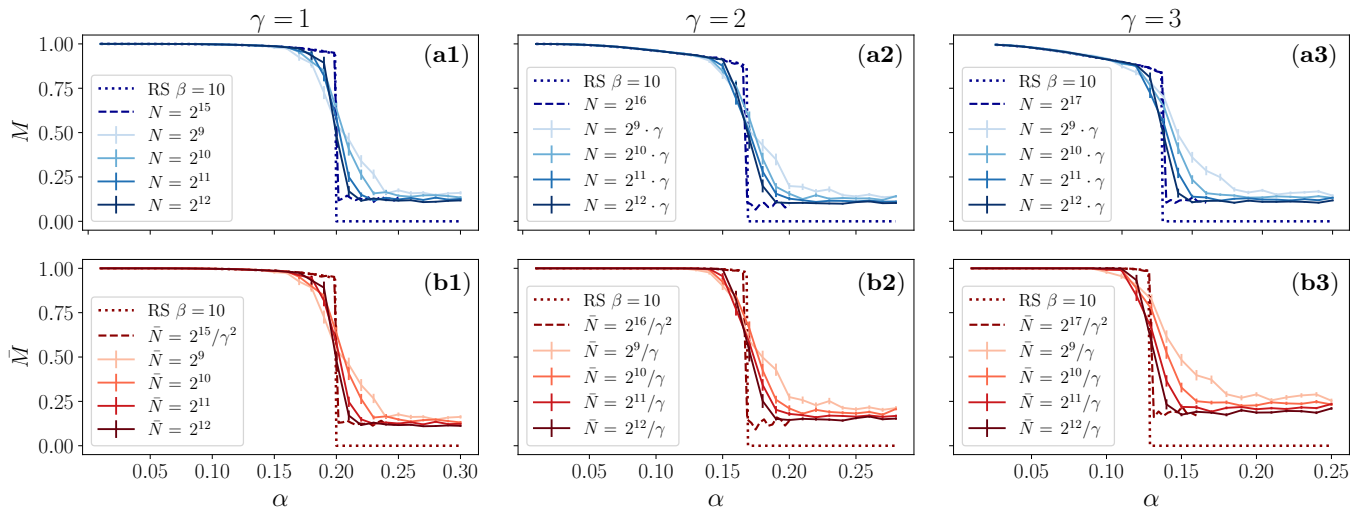 γ = 1
γ = 2
γ = 3
(a1)
M
1.00
0.75
0.50
0.25
0.00
RS β = 10
N = 2^15
N = 2^9
N = 2^10
N = 2^11
N = 2^12
(a2)
RS β = 10
N = 2^16
N = 2^9 · γ
N = 2^10 · γ
N = 2^11 · γ
N = 2^12 · γ
(a3)
RS β = 10
N = 2^17
N = 2^9 · γ
N = 2^10 · γ
N = 2^11 · γ
N = 2^12 · γ
(b1)
M̄
1.00
0.75
0.50
0.25
0.00
RS β = 10
N̄ = 2^15/γ^2
N̄ = 2^9
N̄ = 2^10
N̄ = 2^11
N̄ = 2^12
0.05 0.10 0.15 0.20 0.25 0.30
α
(b2)
RS β = 10
N̄ = 2^16/γ^2
N̄ = 2^9/γ
N̄ = 2^10/γ
N̄ = 2^11/γ
N̄ = 2^12/γ
0.05 0.10 0.15 0.20 0.25
α
(b3)
RS β = 10
N̄ = 2^17/γ^2
N̄ = 2^9/γ
N̄ = 2^10/γ
N̄ = 2^11/γ
N̄ = 2^12/γ
0.05 0.10 0.15 0.20 0.25
α